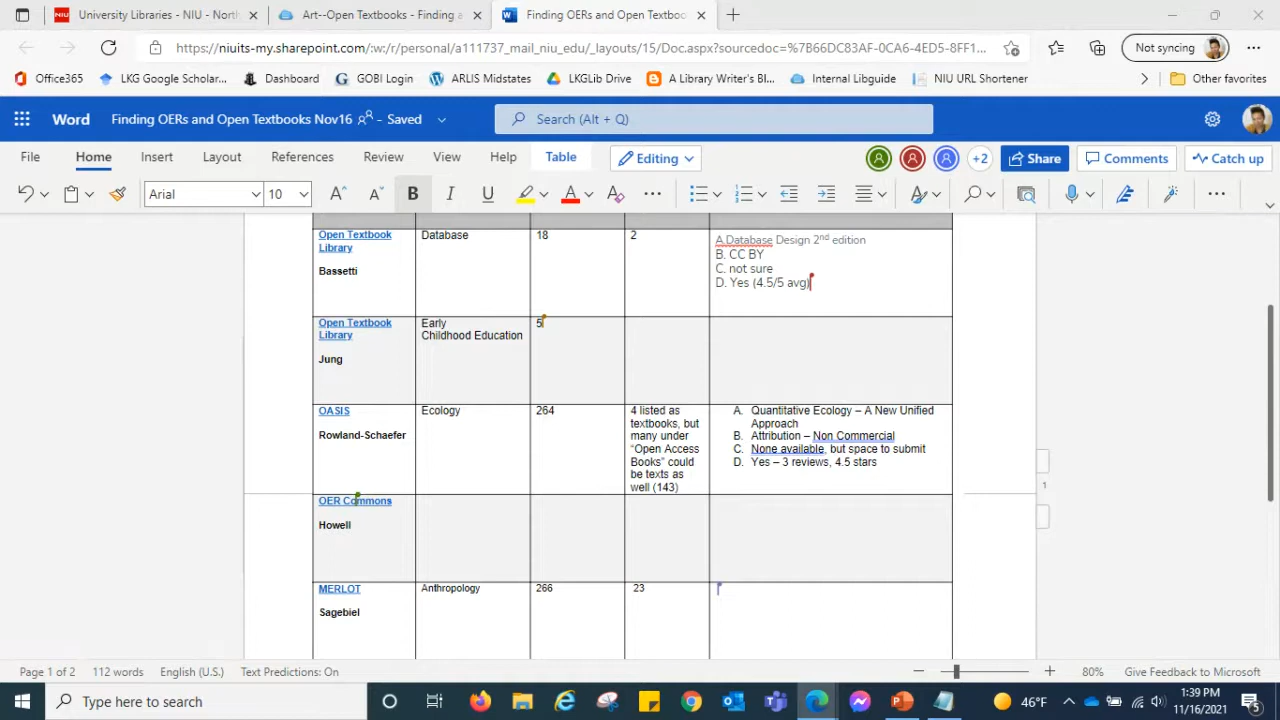 University Libraries - NIU - North
Art--Open Textbooks - Finding a
Finding OERs and Open Textboo
https://niuits-my.sharepoint.com/:w:/r/personal/a111737_mail_niu_edu/_layouts/15/Doc.aspx?sourcedoc=%7B66DC83AF-0CA6-4ED5-8FF1...
Not syncing
Office365
LKG Google Scholar...
Dashboard
GOBI Login
ARLIS Midstates
LKGLib Drive
A Library Writer's Bl...
Internal Libguide
NIU URL Shortener
Other favorites
Word
Finding OERs and Open Textbooks Nov16
- Saved
Search (Alt + Q)
File
Home
Insert
Layout
References
Review
View
Help
Table
Editing
+2
Share
Comments
Catch up
Arial
10
Open Textbook
Library
Bassetti
Database
18
2
A.Database Design 2nd edition
B. CC BY
C. not sure
D. Yes (4.5/5 avg)
Open Textbook
Library
Jung
Early
Childhood Education
5
OASIS
Rowland-Schaefer
Ecology
264
4 listed as
textbooks, but
many under
“Open Access
Books” could
be texts as
well (143)
A. Quantitative Ecology – A New Unified
Approach
B. Attribution – Non Commercial
C. None available, but space to submit
D. Yes – 3 reviews, 4.5 stars
1
OER Commons
Howell
MERLOT
Sagebiel
Anthropology
266
23
Page 1 of 2
112 words
English (U.S.)
Text Predictions: On
80%
Give Feedback to Microsoft
Type here to search
46°F
1:39 PM
11/16/2021
5